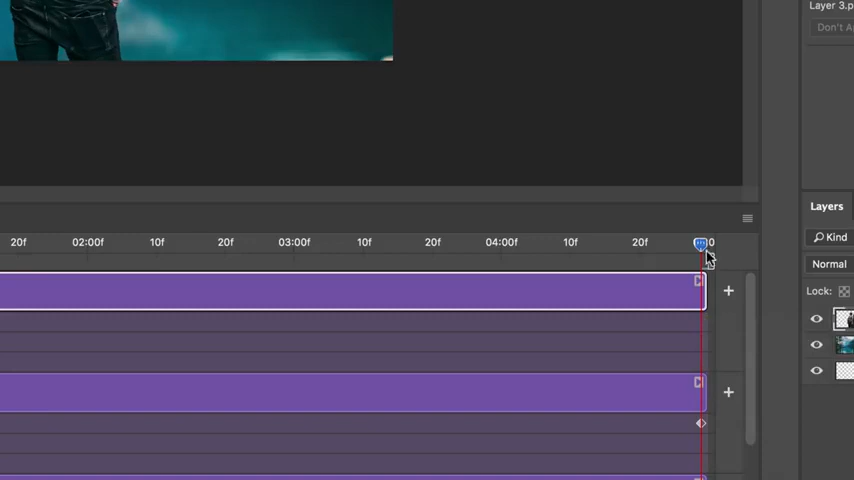 Layer 3.p
Don't A
20f 02:00f 10f 20f 03:00f 10f 20f 04:00f 10f 20f 0
Layers
Kind
Normal
Lock: